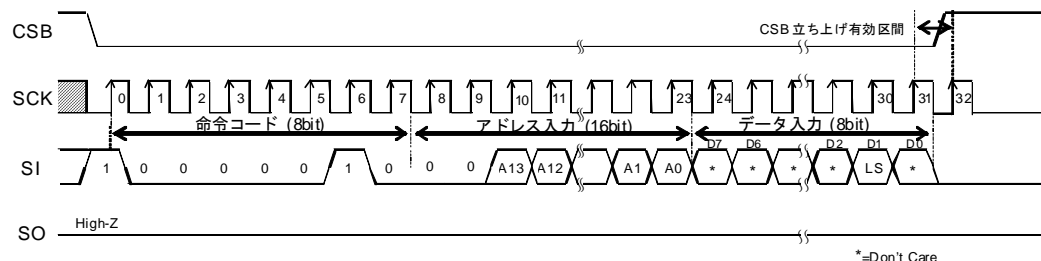 CSB
CSB 立ち上げ有効区間
SCK
0 1 2 3 4 5 6 7 8 9 10 11 23 24 30 31 32
命令コード (8bit) アドレス入力 (16bit) データ入力 (8bit)
D7 D6 D2 D1 D0
SI
1 0 0 0 0 0 1 0 0 0 A13 A12 A1 A0 * * * * LS *
High-Z
SO
*=Don't Care